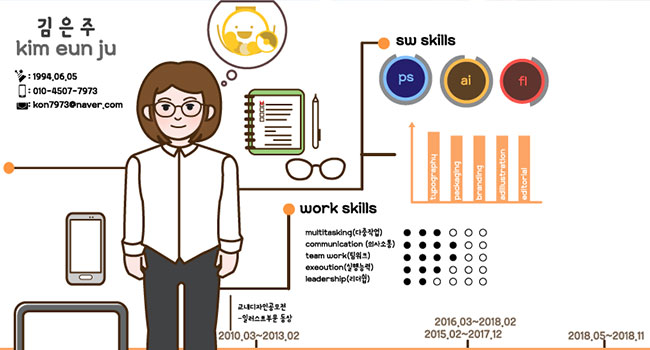 김은주
kim eun ju
: 1994.06.05
: 010-4507-7973
: kon7973@naver.com
sw skills
ps
ai
fl
typography
packaging
branding
adillustration
editorial
work skills
multitasking(다중작업)
communication (의사소통)
team work(팀워크)
exeoution(실행능력)
leadership(리더쉽)
교내디자인공모전
-일러스트부문 동상
2010.03~2013.02
2016.03~2018.02
2015.02~2017.12
2018.05~2018.11